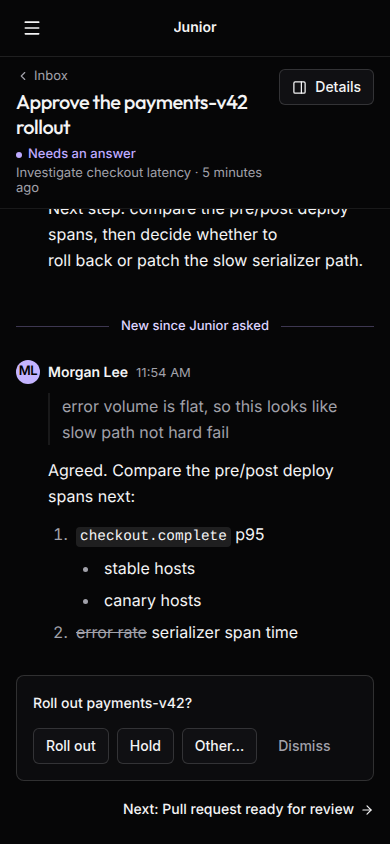 Junior
Inbox
Details
Approve the payments-v42
rollout
Needs an answer
Investigate checkout latency · 5 minutes
ago
Next step: compare the pre/post deploy
spans, then decide whether to
roll back or patch the slow serializer path.
New since Junior asked
ML Morgan Lee 11:54 AM
error volume is flat, so this looks like
slow path not hard fail
Agreed. Compare the pre/post deploy
spans next:
1. checkout.complete p95
• stable hosts
• canary hosts
2. error rate serializer span time
Roll out payments-v42?
Roll out Hold Other... Dismiss
Next: Pull request ready for review →